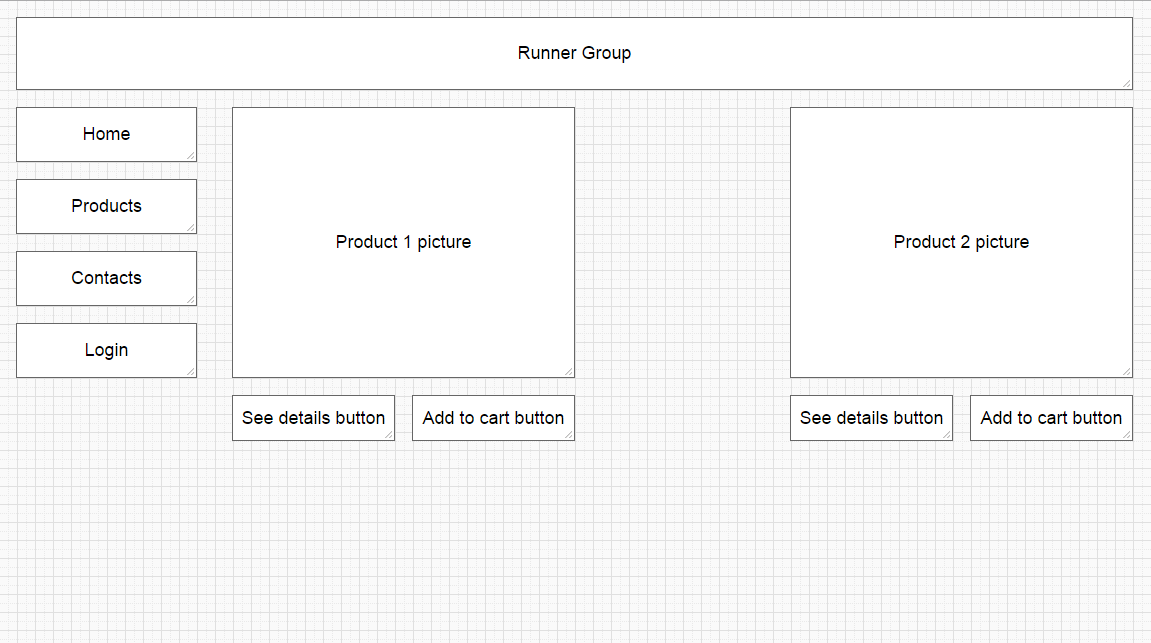 Runner Group
Home
Products
Contacts
Login
Product 1 picture
See details button
Add to cart button
Product 2 picture
See details button
Add to cart button